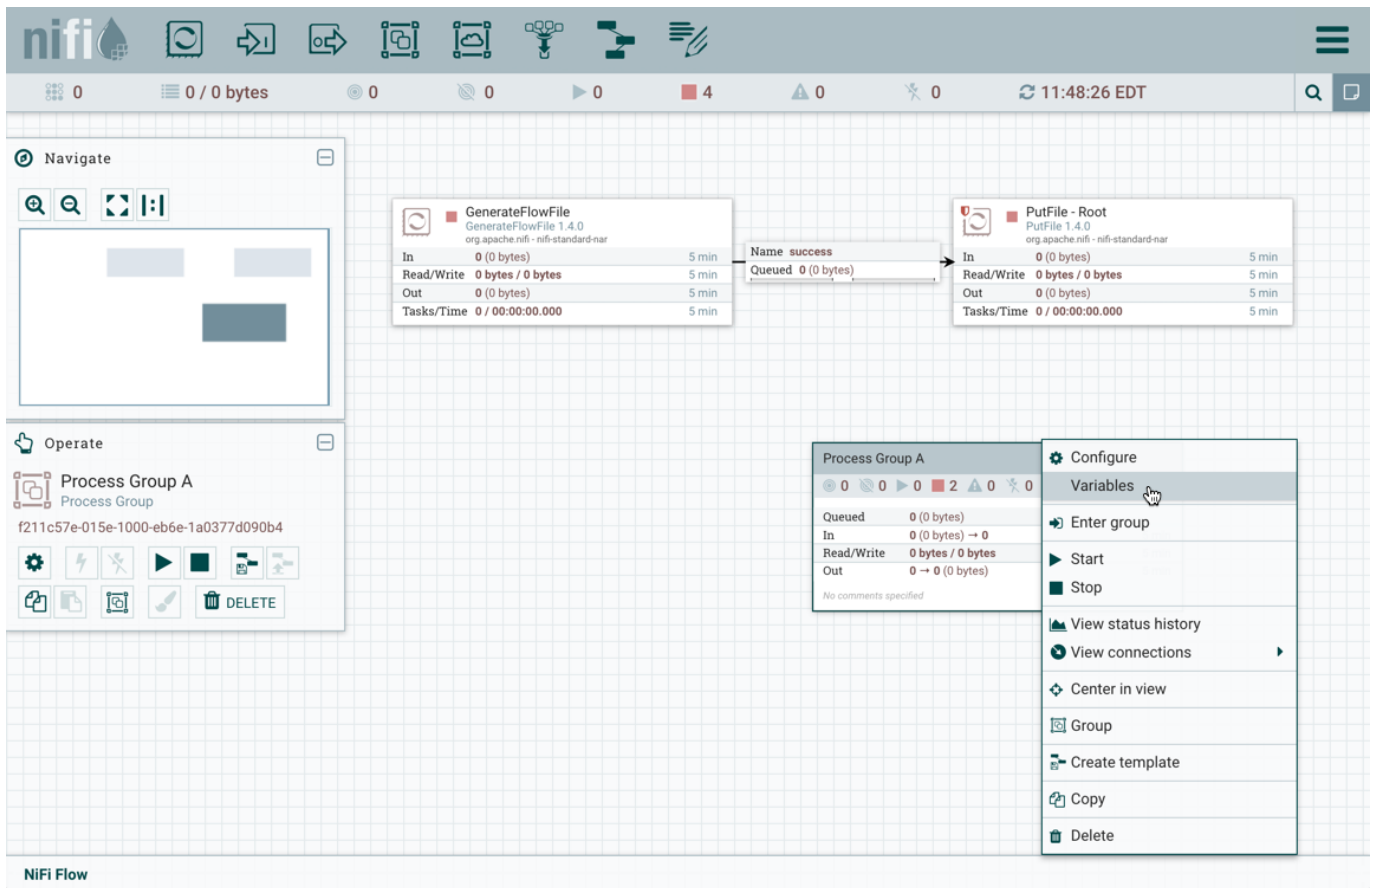 nifi
0
0 / 0 bytes
0
0
0
4
0
0
11:48:26 EDT
Navigate
GenerateFlowFile
GenerateFlowFile 1.4.0
org.apache.nifi - nifi-standard-nar
In 0 (0 bytes) 5 min
Read/Write 0 bytes / 0 bytes 5 min
Out 0 (0 bytes) 5 min
Tasks/Time 0 / 00:00:00.000 5 min
Name success
Queued 0 (0 bytes)
PutFile - Root
PutFile 1.4.0
org.apache.nifi - nifi-standard-nar
In 0 (0 bytes) 5 min
Read/Write 0 bytes / 0 bytes 5 min
Out 0 (0 bytes) 5 min
Tasks/Time 0 / 00:00:00.000 5 min
Operate
Process Group A
Process Group
f211c57e-015e-1000-eb6e-1a0377d090b4
DELETE
Process Group A
0 0 0 2 0 0
Queued 0 (0 bytes)
In 0 (0 bytes) → 0
Read/Write 0 bytes / 0 bytes
Out 0 → 0 (0 bytes)
No comments specified
Configure
Variables
Enter group
Start
Stop
View status history
View connections
Center in view
Group
Create template
Copy
Delete
NiFi Flow